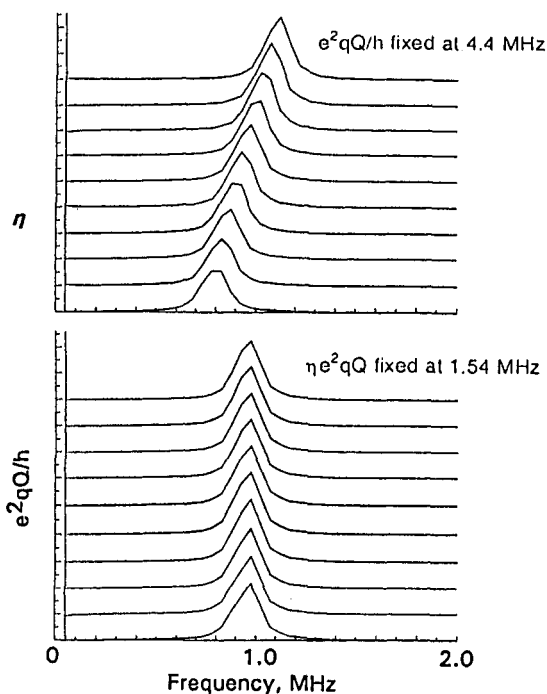 e²qQ/h fixed at 4.4 MHz
η
ηe²qQ fixed at 1.54 MHz
e²qQ/h
0 1.0 2.0
Frequency, MHz